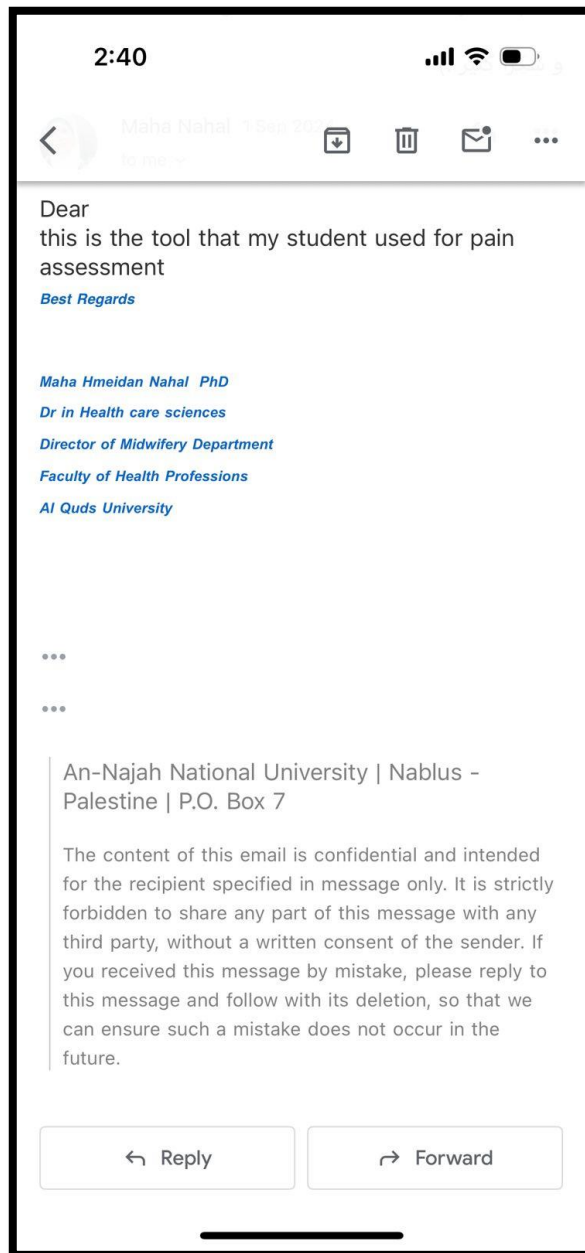 2:40
Maha Nahal 1 Sep 202
to me
Dear
this is the tool that my student used for pain
assessment
Best Regards
Maha Hmeidan Nahal PhD
Dr in Health care sciences
Director of Midwifery Department
Faculty of Health Professions
Al Quds University
An-Najah National University | Nablus -
Palestine | P.O. Box 7
The content of this email is confidential and intended
for the recipient specified in message only. It is strictly
forbidden to share any part of this message with any
third party, without a written consent of the sender. If
you received this message by mistake, please reply to
this message and follow with its deletion, so that we
can ensure such a mistake does not occur in the
future.
Reply
Forward